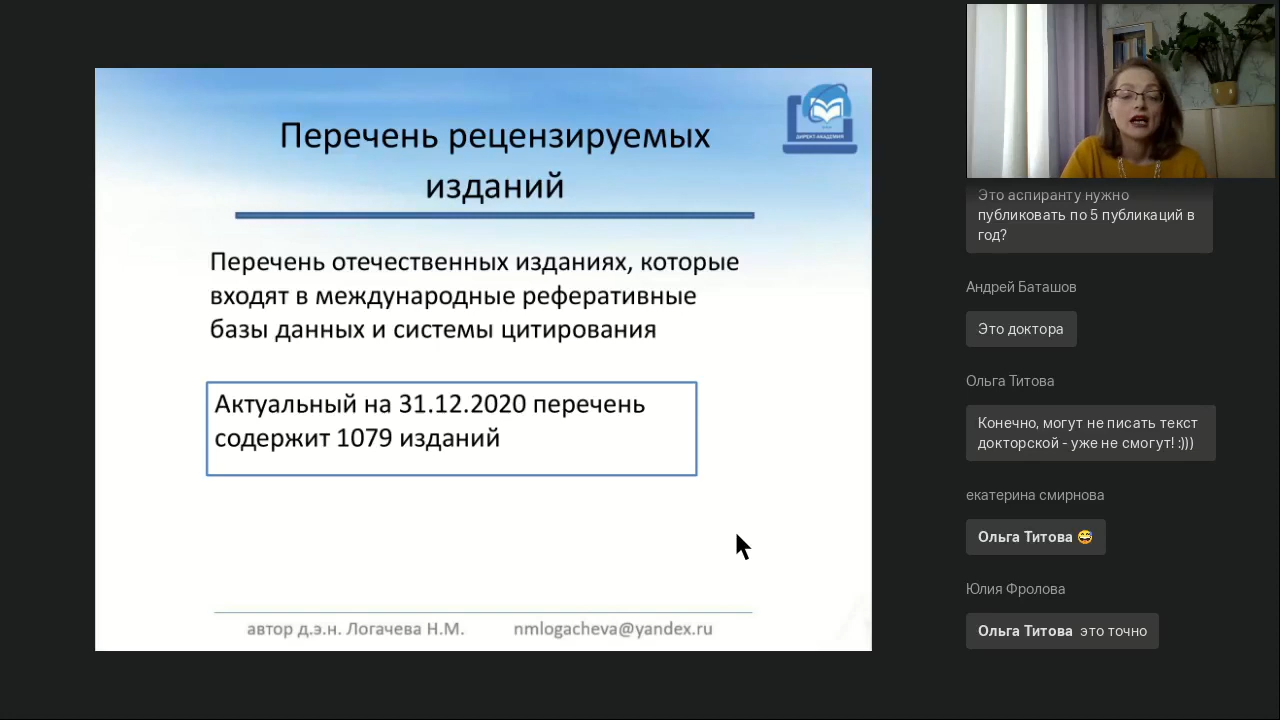 Перечень рецензируемых
изданий
Перечень отечественных изданиях, которые
входят в международные реферативные
базы данных и системы цитирования
Актуальный на 31.12.2020 перечень
содержит 1079 изданий
автор д.э.н. Логачева Н.М. nmlogacheva@yandex.ru
ДИРЕКТ-АКАДЕМИЯ
Это аспиранту нужно
публиковать по 5 публикаций в
год?
Андрей Баташов
Это доктора
Ольга Титова
Конечно, могут не писать текст
докторской - уже не смогут! :)))
екатерина смирнова
Ольга Титова 😅
Юлия Фролова
Ольга Титова это точно